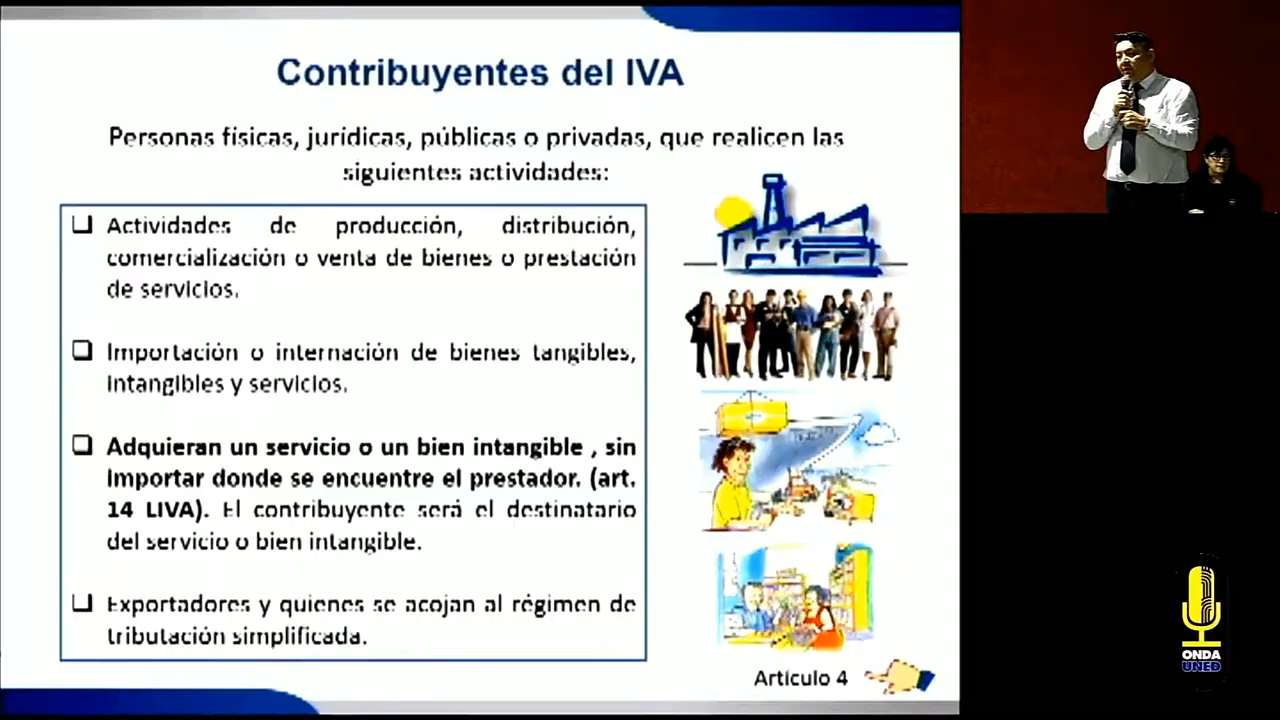 Contribuyentes del IVA
Personas físicas, jurídicas, públicas o privadas, que realicen las
siguientes actividades:
Actividades de producción, distribución,
comercialización o venta de bienes o prestación
de servicios.
Importación o internación de bienes tangibles,
intangibles y servicios.
Adquieran un servicio o un bien intangible , sin
importar donde se encuentre el prestador. (art.
14 LIVA). El contribuyente será el destinatario
del servicio o bien intangible.
Exportadores y quienes se acojan al régimen de
tributación simplificada.
Artículo 4
ONDA
UNED